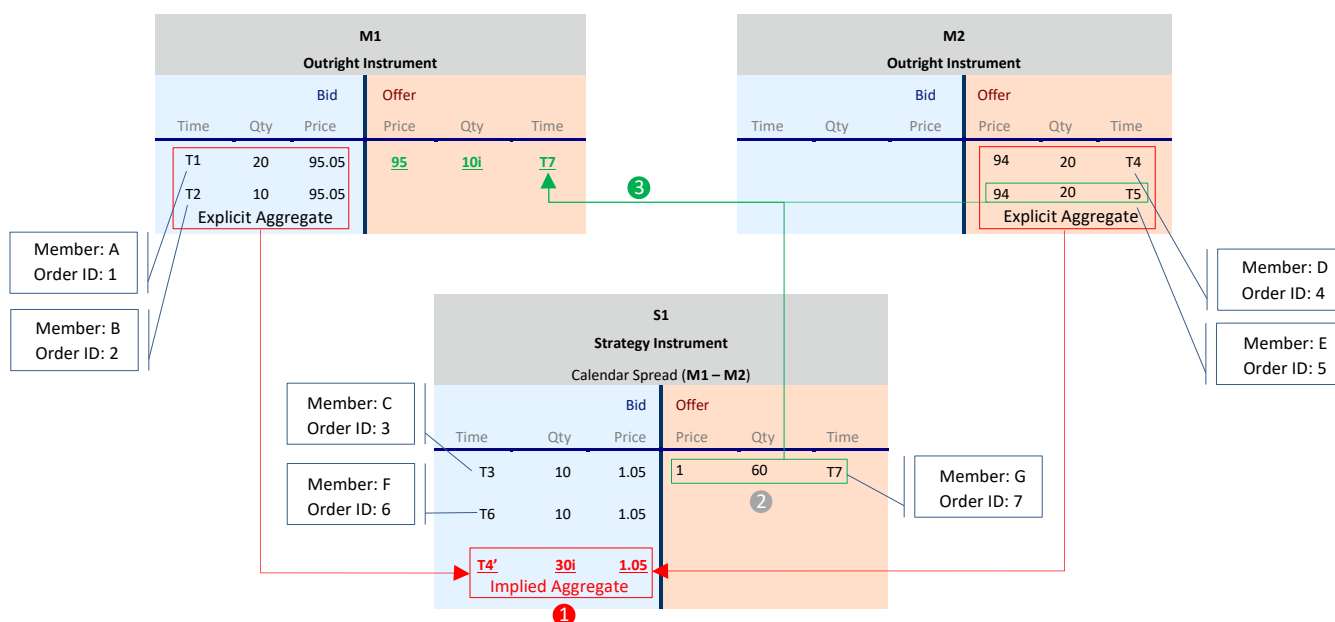 M1
Outright Instrument
Bid Offer
Time Qty Price Price Qty Time
T1 20 95.05 95 10i T7
T2 10 95.05
Explicit Aggregate
M2
Outright Instrument
Bid Offer
Time Qty Price Price Qty Time
94 20 T4
94 20 T5
Explicit Aggregate
3
Member: A
Order ID: 1
Member: B
Order ID: 2
Member: D
Order ID: 4
Member: E
Order ID: 5
S1
Strategy Instrument
Calendar Spread (M1 – M2)
Bid Offer
Time Qty Price Price Qty Time
T3 10 1.05 1 60 T7
2
T6 10 1.05
T4’ 30i 1.05
Implied Aggregate
1
Member: C
Order ID: 3
Member: F
Order ID: 6
Member: G
Order ID: 7